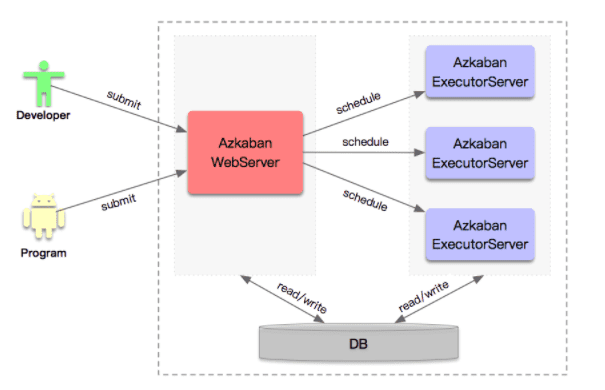 Developer
submit
Program
submit
Azkaban
WebServer
schedule
schedule
schedule
Azkaban
ExecutorServer
Azkaban
ExecutorServer
Azkaban
ExecutorServer
read/write
read/write
DB